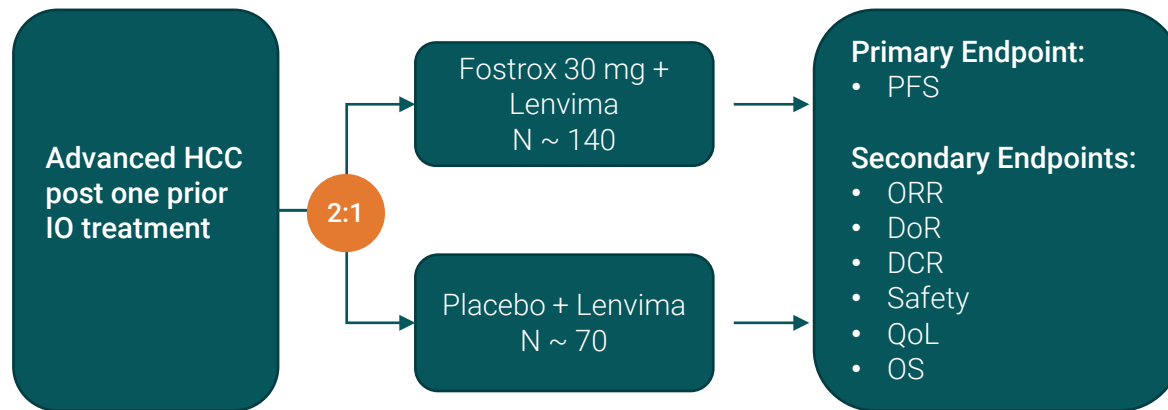 Advanced HCC
post one prior
IO treatment
2:1
Fostrox 30 mg +
Lenvima
N ~ 140
Placebo + Lenvima
N ~ 70
Primary Endpoint:
• PFS
Secondary Endpoints:
• ORR
• DoR
• DCR
• Safety
• QoL
• OS